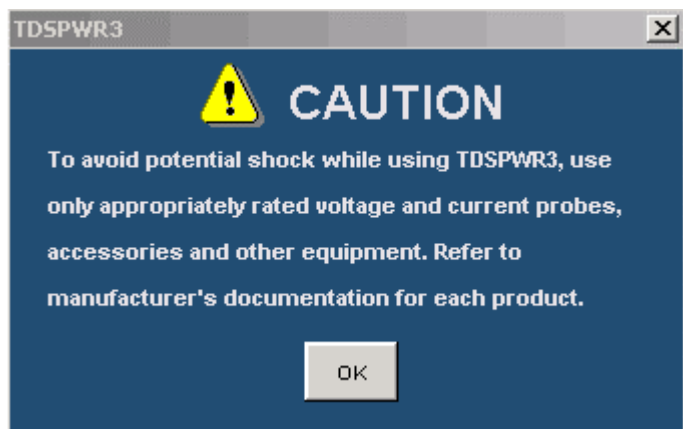 TDSPWR3
CAUTION
To avoid potential shock while using TDSPWR3, use
only appropriately rated voltage and current probes,
accessories and other equipment. Refer to
manufacturer's documentation for each product.
OK